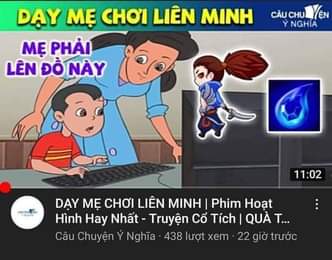 DẠY MẸ CHƠI LIÊN MINH
CÂU CHUYỆN
Ý NGHĨA
MẸ PHẢI
LÊN ĐỒ NÀY
11:02
DẠY MẸ CHƠI LIÊN MINH | Phim Hoạt
Hình Hay Nhất - Truyện Cổ Tích | QUÀ T...
Câu Chuyện Ý Nghĩa · 438 lượt xem · 22 giờ trước